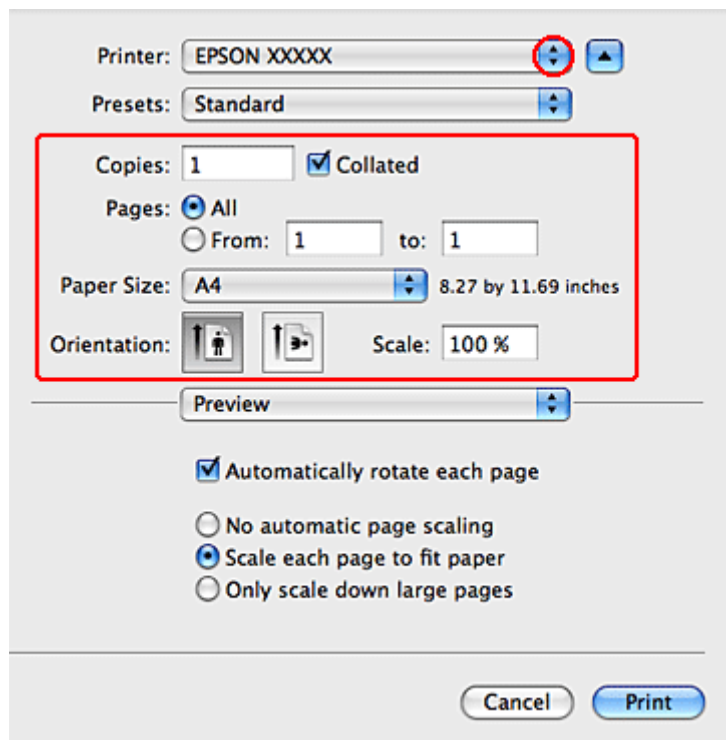 Printer: EPSON XXXXX
Presets: Standard
Copies: 1 Collated
Pages: All
From: 1 to: 1
Paper Size: A4 8.27 by 11.69 inches
Orientation: Scale: 100 %
Preview
Automatically rotate each page
No automatic page scaling
Scale each page to fit paper
Only scale down large pages
Cancel Print